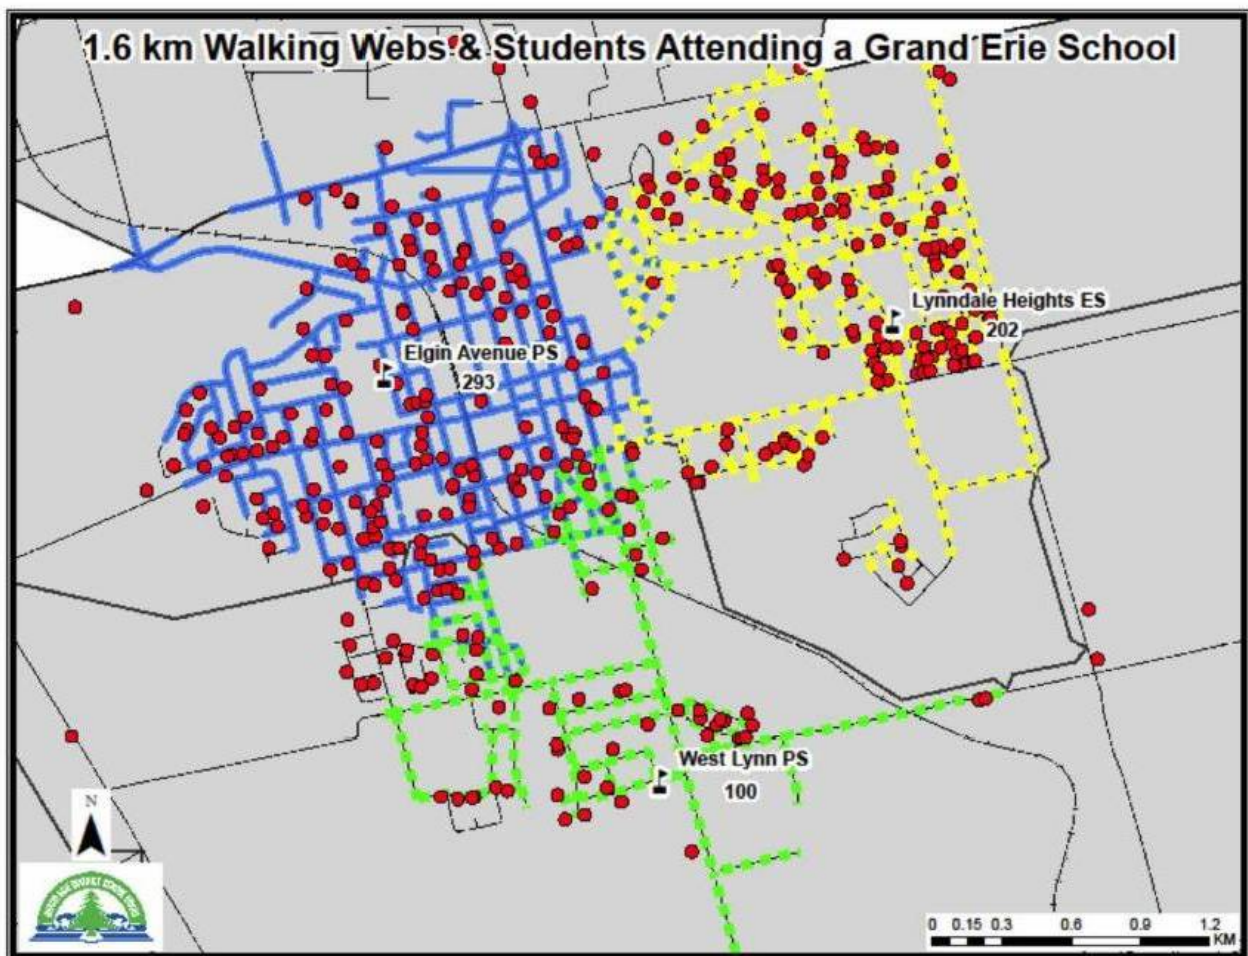 1.6 km Walking Webs & Students Attending a Grand Erie School
Lynndale Heights ES
202
Elgin Avenue PS
293
West Lynn PS
100
N
0 0.15 0.3 0.6 0.9 1.2
KM